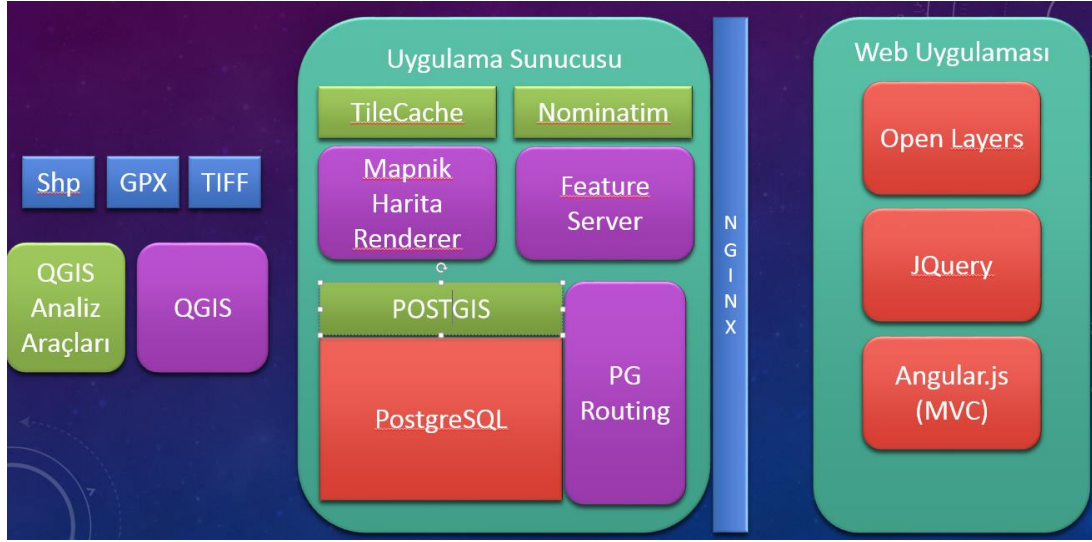 Shp
GPX
TIFF
QGIS
Analiz
Araçları
QGIS
Uygulama Sunucusu
TileCache
Nominatim
Mapnik
Harita
Renderer
Feature
Server
POSTGIS
PostgreSQL
PG
Routing
N
G
I
N
X
Web Uygulaması
Open Layers
JQuery
Angular.js
(MVC)